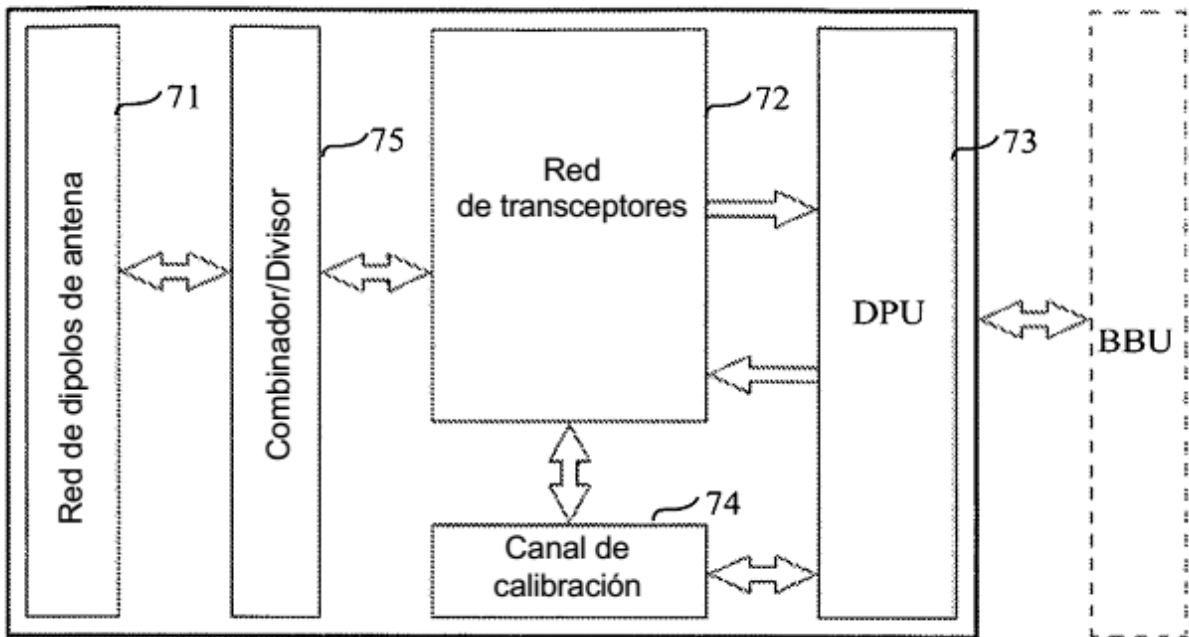 71
75
72
73
Red de dipolos de antena
Combinador/Divisor
Red
de transceptores
DPU
BBU
74
Canal de
calibración